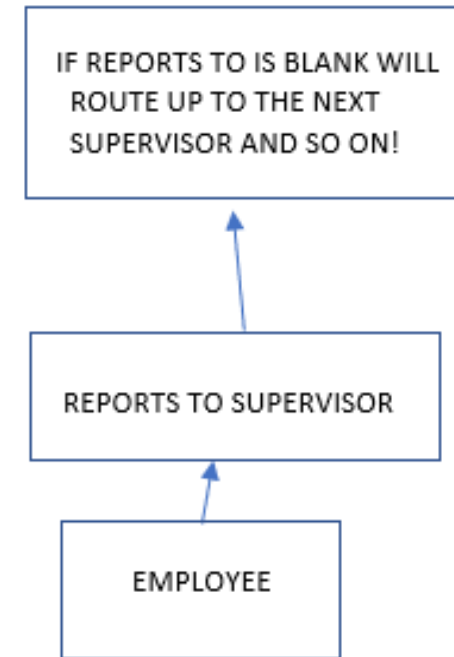 IF REPORTS TO IS BLANK WILL
ROUTE UP TO THE NEXT
SUPERVISOR AND SO ON!
REPORTS TO SUPERVISOR
EMPLOYEE